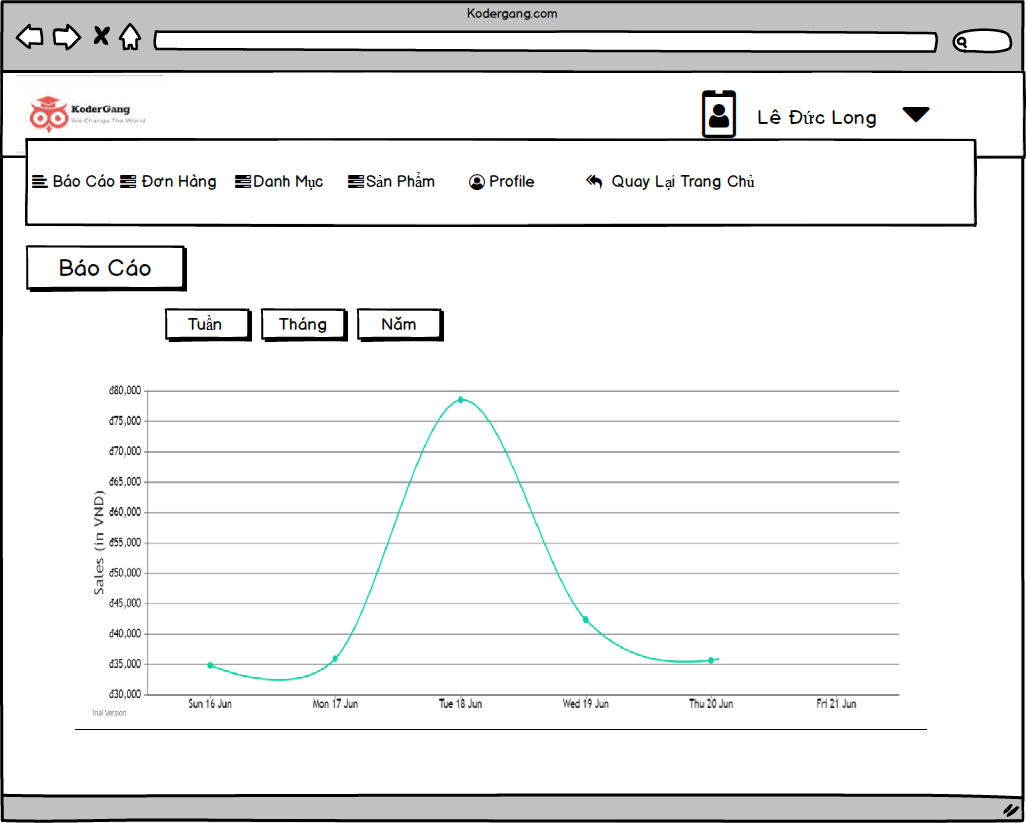 Kodergang.com
KoderGang
We Change The World
Lê Đức Long
Báo Cáo Đơn Hàng Danh Mục Sản Phẩm Profile Quay Lại Trang Chủ
Báo Cáo
Tuần Tháng Năm
Sales (in VND)
đ80,000
đ75,000
đ70,000
đ65,000
đ60,000
đ55,000
đ50,000
đ45,000
đ40,000
đ35,000
đ30,000
Sun 16 Jun Mon 17 Jun Tue 18 Jun Wed 19 Jun Thu 20 Jun Fri 21 Jun
Trial Version